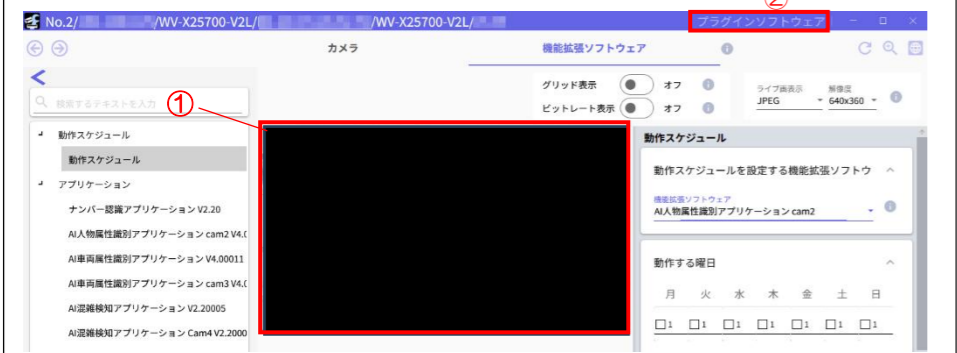 ②
No.2/ /WV-X25700-V2L/ /WV-X25700-V2L/ プラグインソフトウェア
カメラ 機能拡張ソフトウェア
グリッド表示 オフ
ビットレート表示 オフ
ライブ画表示 解像度
JPEG 640x360
検索するテキストを入力
①
動作スケジュール
動作スケジュール
アプリケーション
ナンバー認識アプリケーション V2.20
AI人物属性識別アプリケーション cam2 V4.0
AI車両属性識別アプリケーション V4.00011
AI車両属性識別アプリケーション cam3 V4.0
AI混雑検知アプリケーション V2.20005
AI混雑検知アプリケーション Cam4 V2.2000
動作スケジュール
動作スケジュールを設定する機能拡張ソフトウ
機能拡張ソフトウェア
AI人物属性識別アプリケーション cam2
動作する曜日
月 火 水 木 金 土 日
1 1 1 1 1 1 1